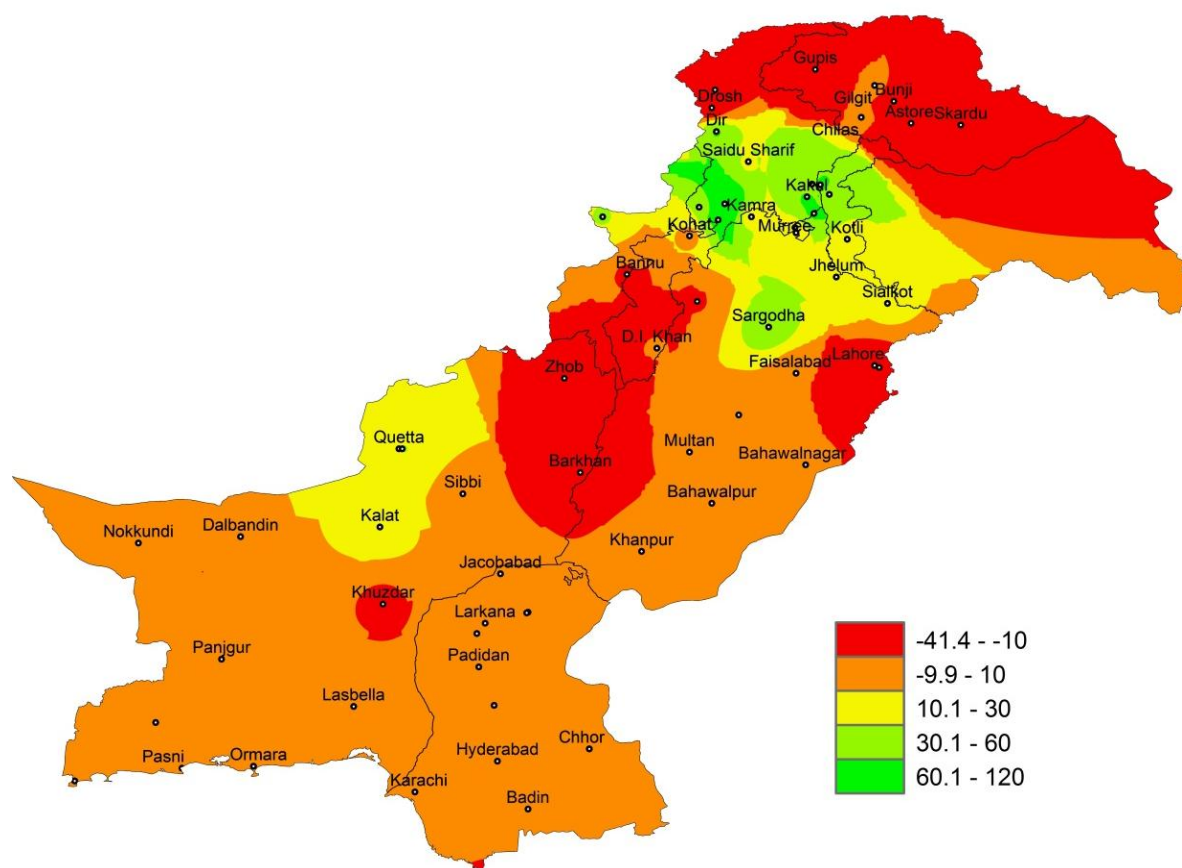 Gupis
Drosh
Gilgit
Bunji
Dir
Chilas
Astore
Skardu
Saidu Sharif
Kakul
Kamra
Kohat
Murree
Kotli
Bannu
Jhelum
Sialkot
Sargodha
D.I. Khan
Faisalabad
Lahore
Zhob
Quetta
Multan
Barkhan
Bahawalnagar
Sibbi
Bahawalpur
Kalat
Nokkundi
Dalbandin
Khanpur
Jacobabad
Khuzdar
Larkana
Panjgur
Padidan
Lasbella
Pasni
Ormara
Hyderabad
Chhor
Karachi
Badin
-41.4 - -10
-9.9 - 10
10.1 - 30
30.1 - 60
60.1 - 120